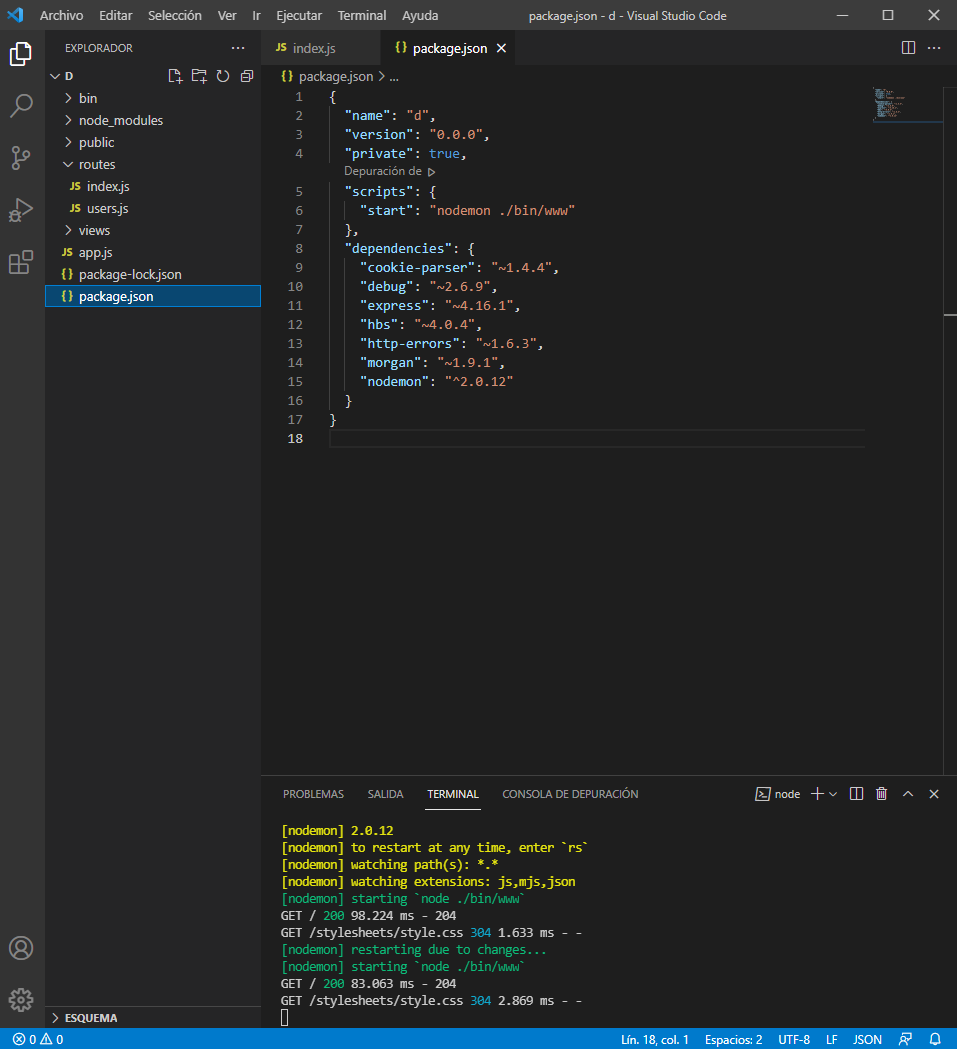 Archivo Editar Selección Ver Ir Ejecutar Terminal Ayuda package.json - d - Visual Studio Code
EXPLORADOR
D
bin
node_modules
public
routes
JS index.js
JS users.js
views
JS app.js
{} package-lock.json
{} package.json
ESQUEMA
JS index.js {} package.json
{} package.json > ...
1 {
2 "name": "d",
3 "version": "0.0.0",
4 "private": true,
Depuración de
5 "scripts": {
6 "start": "nodemon ./bin/www"
7 },
8 "dependencies": {
9 "cookie-parser": "~1.4.4",
10 "debug": "~2.6.9",
11 "express": "~4.16.1",
12 "hbs": "~4.0.4",
13 "http-errors": "~1.6.3",
14 "morgan": "~1.9.1",
15 "nodemon": "^2.0.12"
16 }
17 }
18
PROBLEMAS SALIDA TERMINAL CONSOLA DE DEPURACIÓN node
[nodemon] 2.0.12
[nodemon] to restart at any time, enter `rs`
[nodemon] watching path(s): *.*
[nodemon] watching extensions: js,mjs,json
[nodemon] starting `node ./bin/www`
GET / 200 98.224 ms - 204
GET /stylesheets/style.css 304 1.633 ms - -
[nodemon] restarting due to changes...
[nodemon] starting `node ./bin/www`
GET / 200 83.063 ms - 204
GET /stylesheets/style.css 304 2.869 ms - -
0 0 Lín. 18, col. 1 Espacios: 2 UTF-8 LF JSON